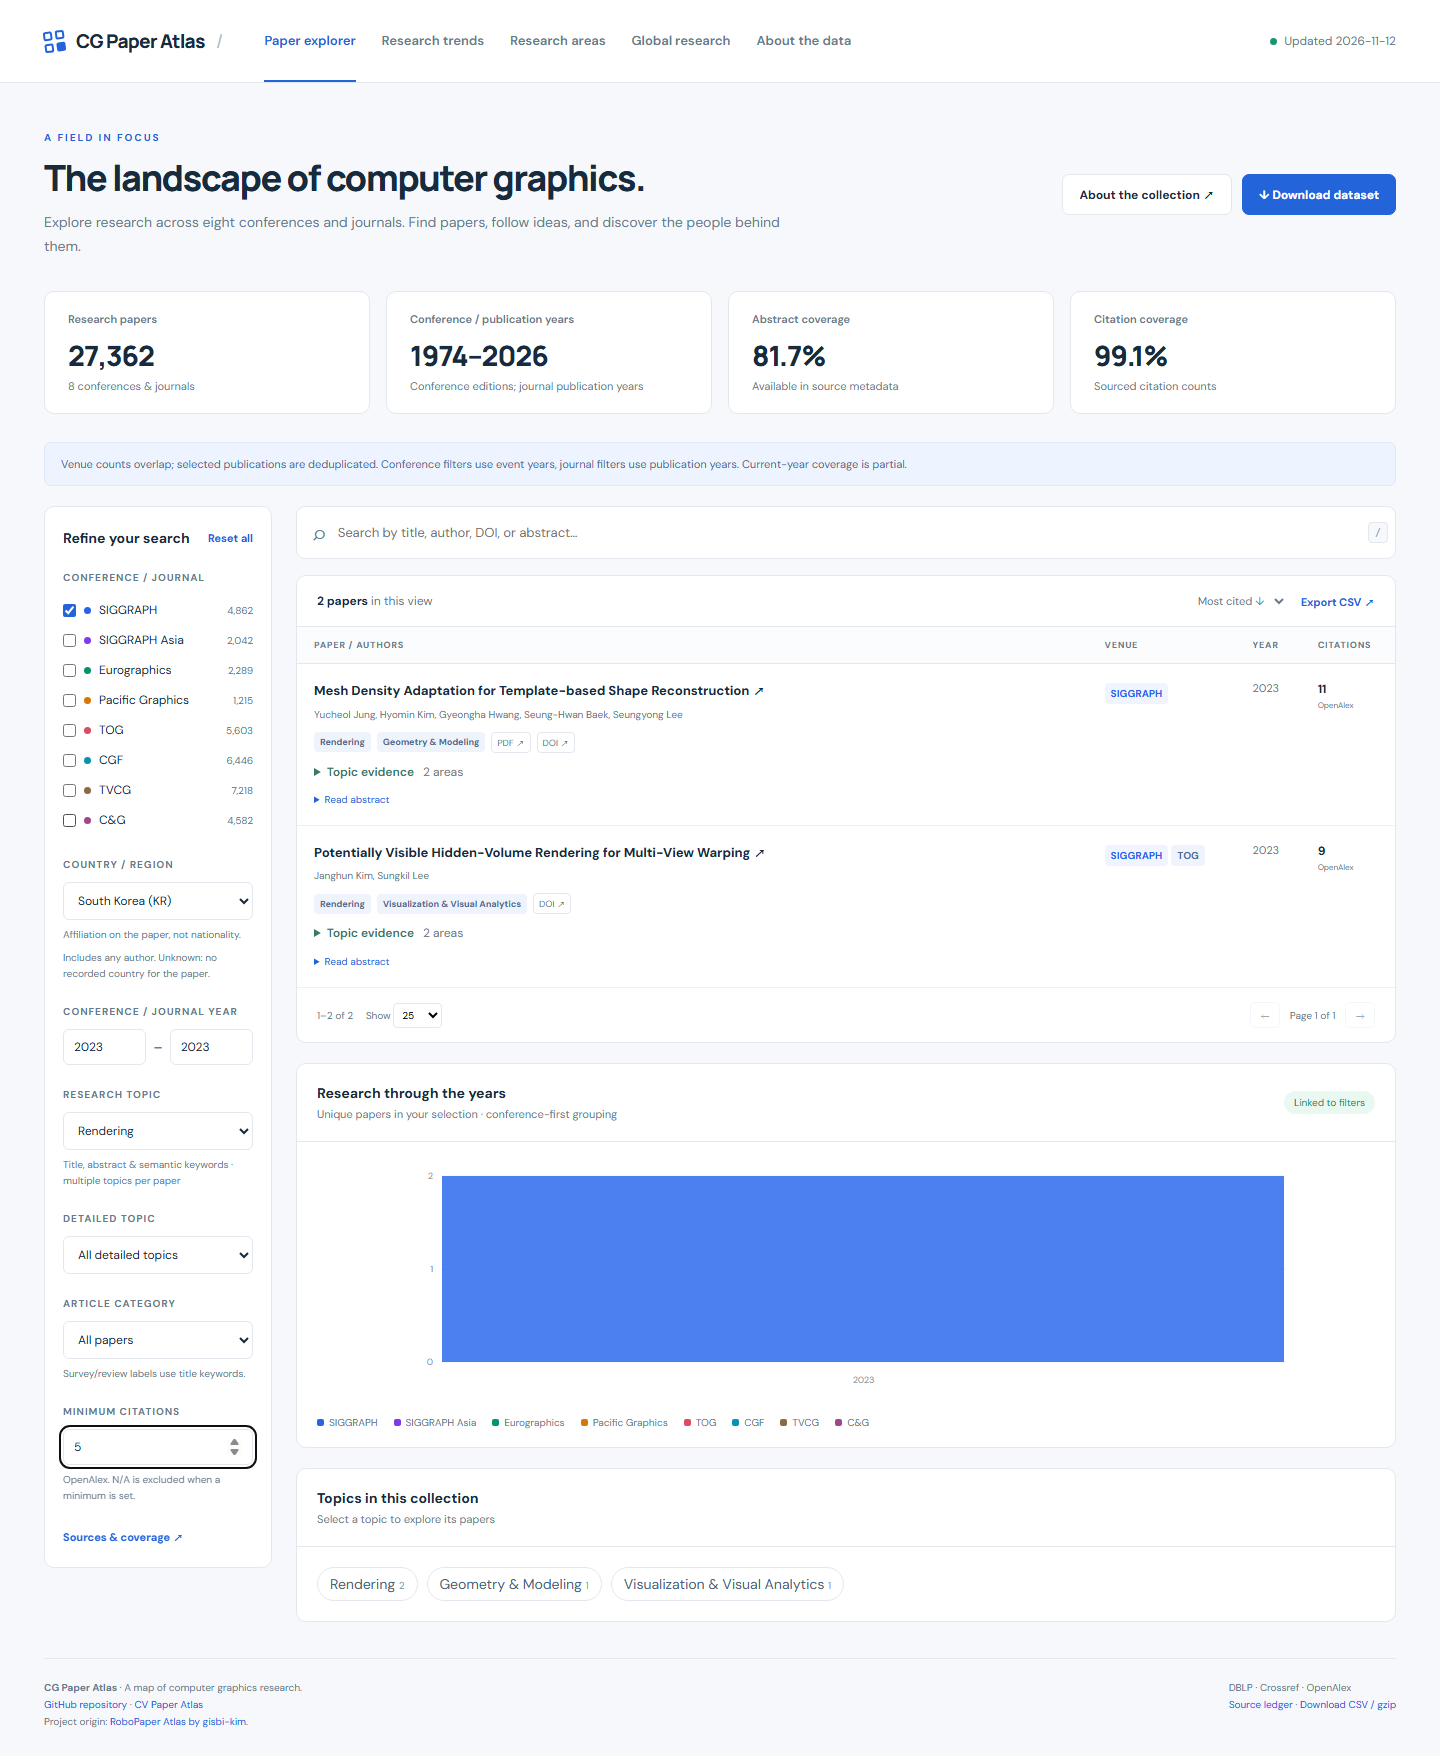 CG Paper Atlas /
Paper explorer
Research trends
Research areas
Global research
About the data
Updated 2026-11-12
A FIELD IN FOCUS
The landscape of computer graphics.
Explore research across eight conferences and journals. Find papers, follow ideas, and discover the people behind
them.
About the collection ↗
↓ Download dataset
Research papers
27,362
8 conferences & journals
Conference / publication years
1974–2026
Conference editions; journal publication years
Abstract coverage
81.7%
Available in source metadata
Citation coverage
99.1%
Sourced citation counts
Venue counts overlap; selected publications are deduplicated. Conference filters use event years, journal filters use publication years. Current-year coverage is partial.
Refine your search
Reset all
CONFERENCE / JOURNAL
SIGGRAPH 4,862
SIGGRAPH Asia 2,042
Eurographics 2,289
Pacific Graphics 1,215
TOG 5,603
CGF 6,446
TVCG 7,218
C&G 4,582
COUNTRY / REGION
South Korea (KR)
Affiliation on the paper, not nationality.
Includes any author. Unknown: no
recorded country for the paper.
CONFERENCE / JOURNAL YEAR
2023 – 2023
RESEARCH TOPIC
Rendering
Title, abstract & semantic keywords ·
multiple topics per paper
DETAILED TOPIC
All detailed topics
ARTICLE CATEGORY
All papers
Survey/review labels use title keywords.
MINIMUM CITATIONS
5
OpenAlex. N/A is excluded when a
minimum is set.
Sources & coverage ↗
Search by title, author, DOI, or abstract…
/
2 papers in this view
Most cited ↓
Export CSV ↗
PAPER / AUTHORS
VENUE
YEAR
CITATIONS
Mesh Density Adaptation for Template-based Shape Reconstruction ↗
SIGGRAPH
2023
11
OpenAlex
Yucheol Jung, Hyomin Kim, Gyeongha Hwang, Seung-Hwan Baek, Seungyong Lee
Rendering
Geometry & Modeling
PDF ↗
DOI ↗
Topic evidence 2 areas
Read abstract
Potentially Visible Hidden-Volume Rendering for Multi-View Warping ↗
SIGGRAPH
TOG
2023
9
OpenAlex
Janghun Kim, Sungkil Lee
Rendering
Visualization & Visual Analytics
DOI ↗
Topic evidence 2 areas
Read abstract
1–2 of 2
Show 25
←
Page 1 of 1
→
Research through the years
Unique papers in your selection · conference-first grouping
Linked to filters
2
1
0
2023
SIGGRAPH
SIGGRAPH Asia
Eurographics
Pacific Graphics
TOG
CGF
TVCG
C&G
Topics in this collection
Select a topic to explore its papers
Rendering 2
Geometry & Modeling 1
Visualization & Visual Analytics 1
CG Paper Atlas · A map of computer graphics research.
GitHub repository · CV Paper Atlas
Project origin: RoboPaper Atlas by gisbi-kim.
DBLP · Crossref · OpenAlex
Source ledger · Download CSV / gzip